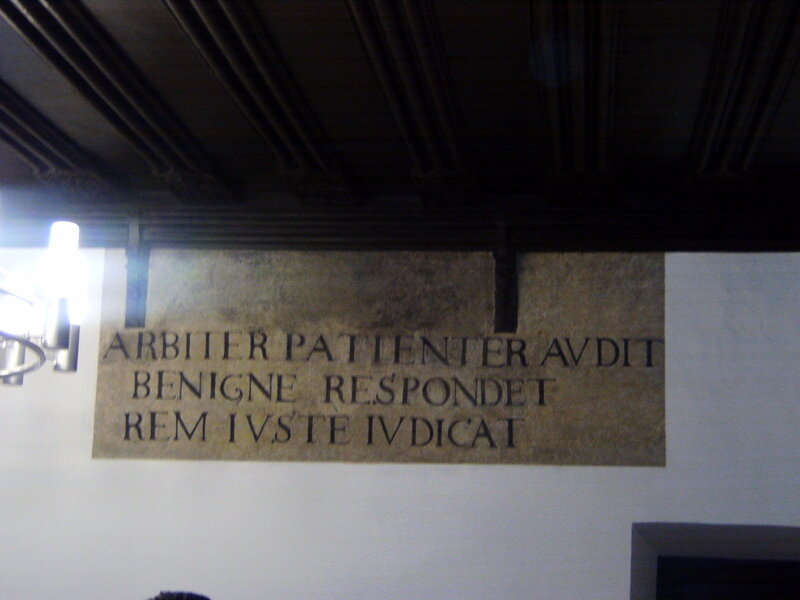 ARBITER PATIENTER AVDIT
BENIGNE RESPONDET
REM IVSTE IVDICAT